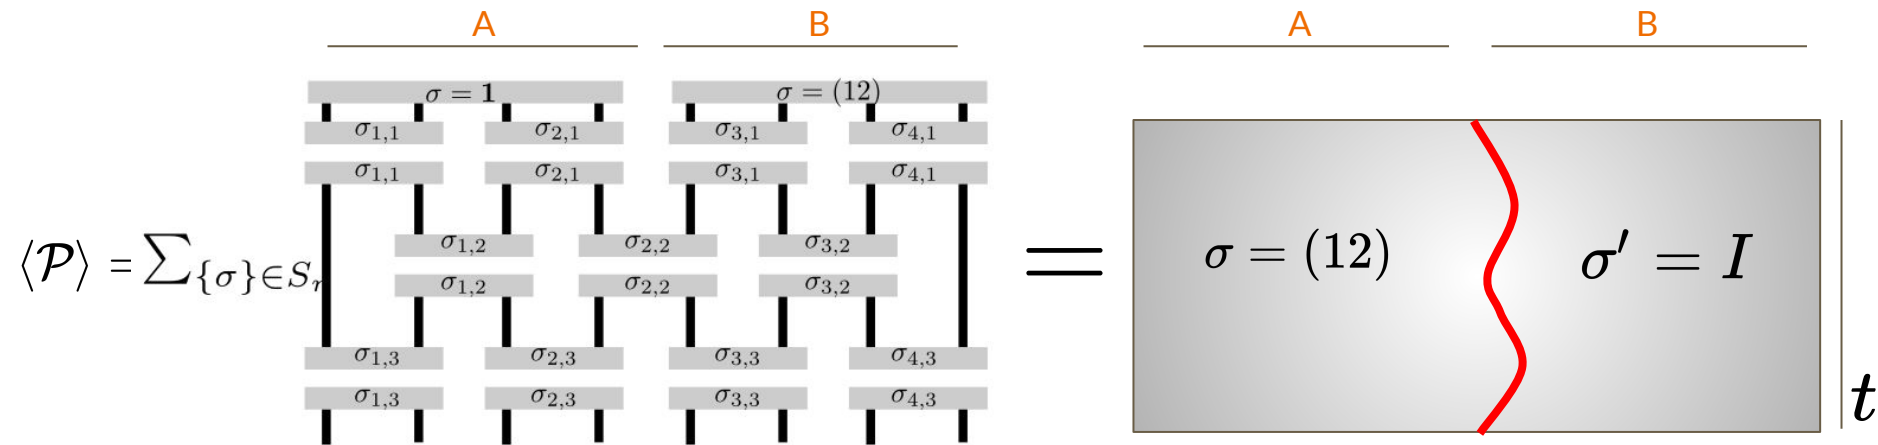 A B A B
σ = 1 σ = (12)
σ1,1 σ2,1 σ3,1 σ4,1
σ1,1 σ2,1 σ3,1 σ4,1
⟨𝒫⟩ = ∑{σ}∈Sr
σ1,2 σ2,2 σ3,2
σ1,2 σ2,2 σ3,2
σ1,3 σ2,3 σ3,3 σ4,3
σ1,3 σ2,3 σ3,3 σ4,3
=
σ = (12) σ′ = I
t